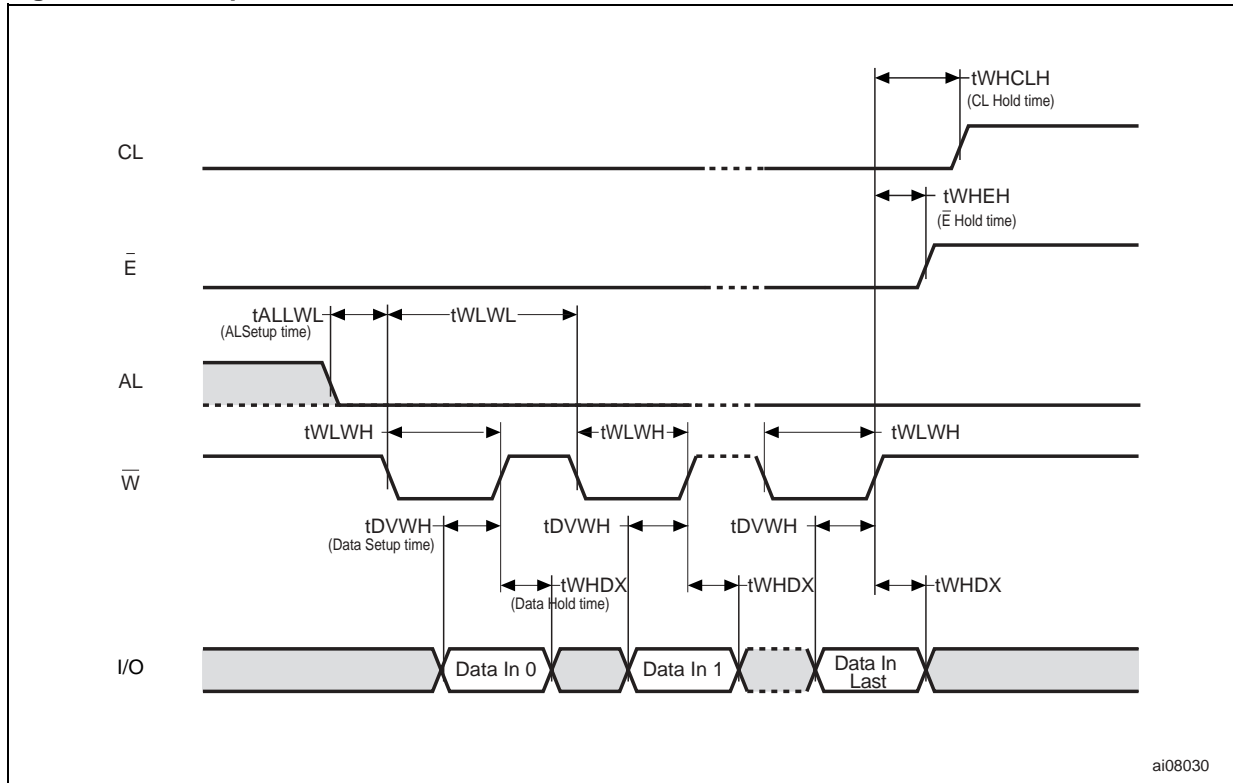 tWHCLH
(CL Hold time)
CL
tWHEH
(E̅ Hold time)
E̅
tALLWL
(ALSetup time)
tWLWL
AL
tWLWH
tWLWH
tWLWH
W̅
tDVWH
(Data Setup time)
tDVWH
tDVWH
tWHDX
(Data Hold time)
tWHDX
tWHDX
I/O
Data In 0
Data In 1
Data In
Last
ai08030